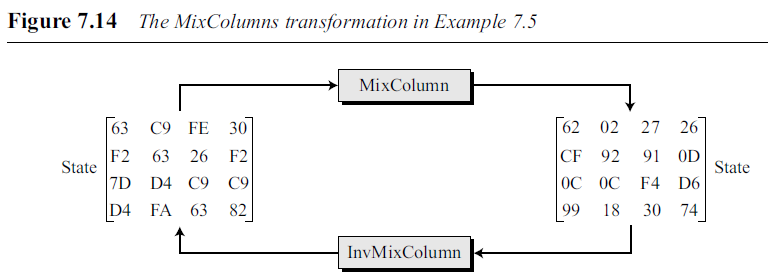 Figure 7.14 The MixColumns transformation in Example 7.5
MixColumn
63 C9 FE 30
F2 63 26 F2
7D D4 C9 C9
D4 FA 63 82
State
62 02 27 26
CF 92 91 0D
0C 0C F4 D6
99 18 30 74
State
InvMixColumn